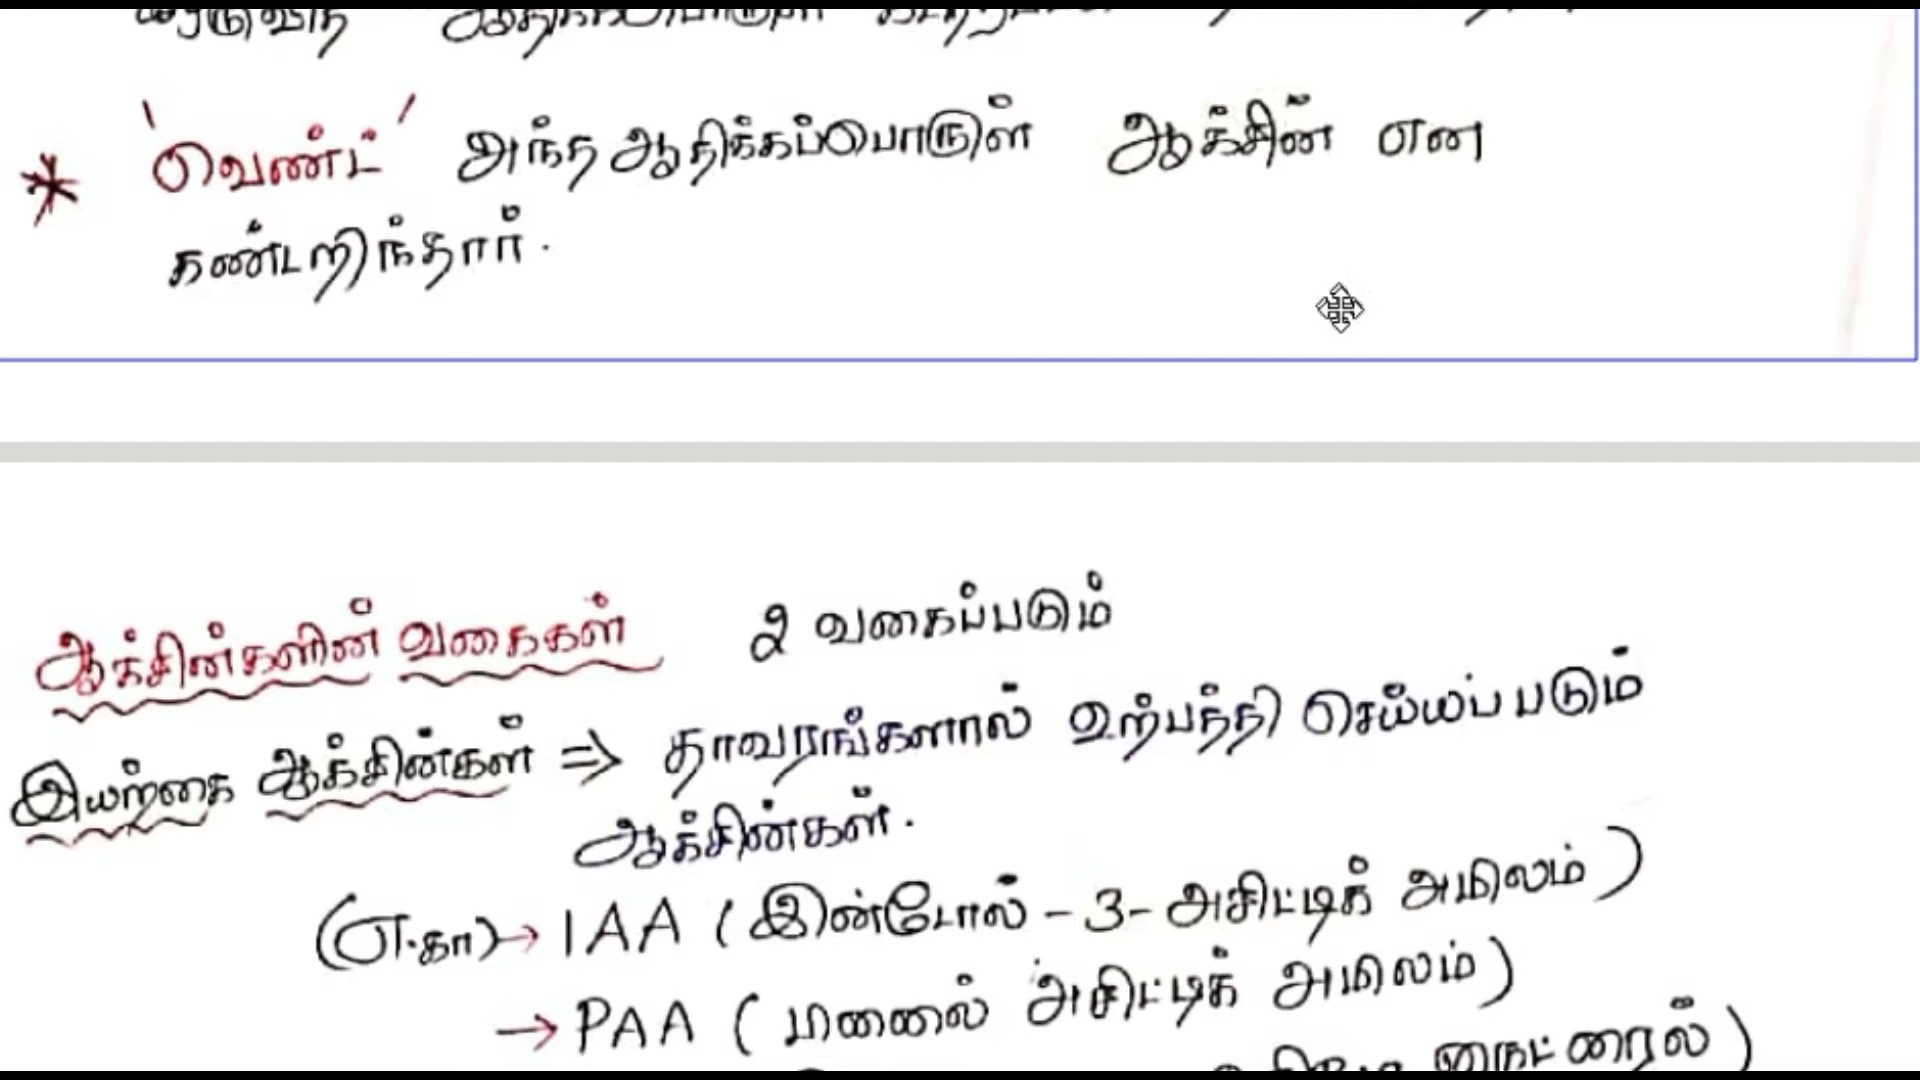 'வெண்ட்' அந்த ஆதிக்கப்பொருள் ஆக்சின் என
கண்டறிந்தார்.
ஆக்சின்களின் வகைகள் 2 வகைப்படும்
இயற்கை ஆக்சின்கள் ⇒ தாவரங்களால் உற்பத்தி செய்யப்படும்
ஆக்சின்கள்.
(எ.கா) → IAA (இன்டோல் - 3 - அசிட்டிக் அமிலம்)
→ PAA ( அசிட்டிக் அமிலம்)
நைட்ரைல்)